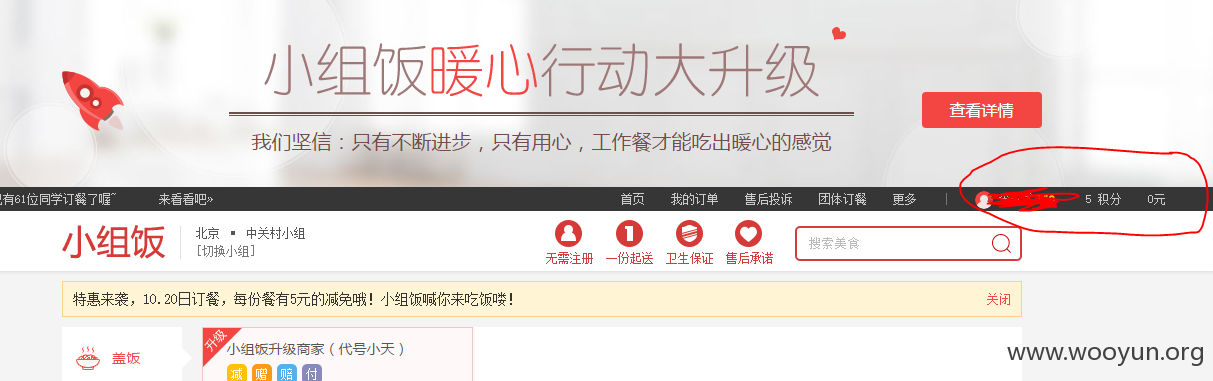 小组饭暖心行动大升级
查看详情
我们坚信：只有不断进步，只有用心，工作餐才能吃出暖心的感觉
有61位同学订餐了喔~ 来看看吧» 首页 我的订单 售后投诉 团体订餐 更多 | 5 积分 0元
小组饭
北京 ▪ 中关村小组
[切换小组]
无需注册 1 一份起送 卫生保证 售后承诺
搜索美食
特惠来袭，10.20日订餐，每份餐有5元的减免哦！小组饭喊你来吃饭喽！ 关闭
盖饭
升级
小组饭升级商家（代号小天）
减 赠 赔 付
www.wooyun.org